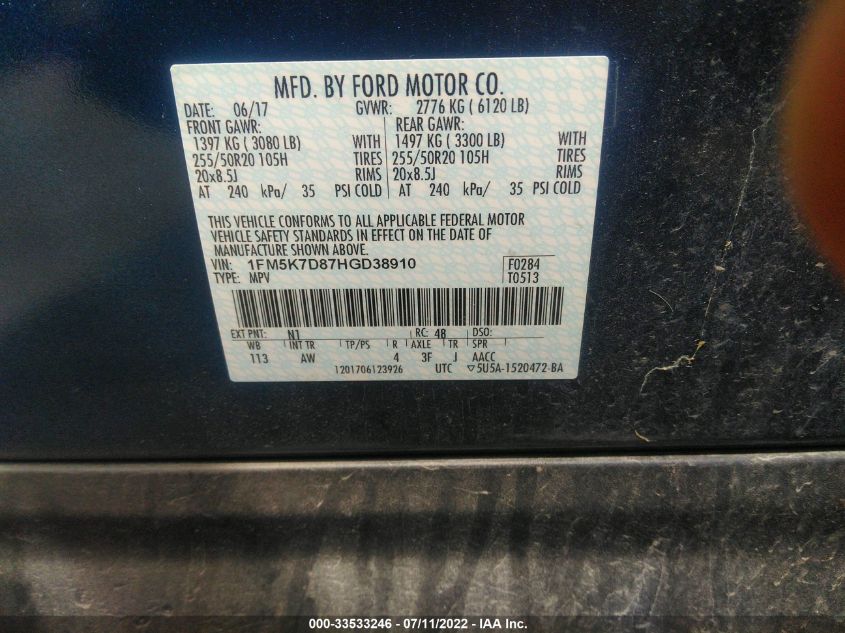 MFD. BY FORD MOTOR CO.
DATE: 06/17 GVWR: 2776 KG ( 6120 LB)
FRONT GAWR: REAR GAWR:
1397 KG ( 3080 LB) WITH 1497 KG ( 3300 LB) WITH
255/50R20 105H TIRES 255/50R20 105H TIRES
20x8.5J RIMS 20x8.5J RIMS
AT 240 kPa/ 35 PSI COLD AT 240 kPa/ 35 PSI COLD
THIS VEHICLE CONFORMS TO ALL APPLICABLE FEDERAL MOTOR
VEHICLE SAFETY STANDARDS IN EFFECT ON THE DATE OF
MANUFACTURE SHOWN ABOVE.
VIN: 1FM5K7D87HGD38910 F0284
TYPE: MPV T0513
EXT PNT: N1 RC: 48 DSO:
WB INT TR TP/PS R AXLE TR SPR
113 AW 4 3F J AACC
1201706123926 UTC ▽5U5A-1520472-BA
000-33533246 - 07/11/2022 - IAA Inc.